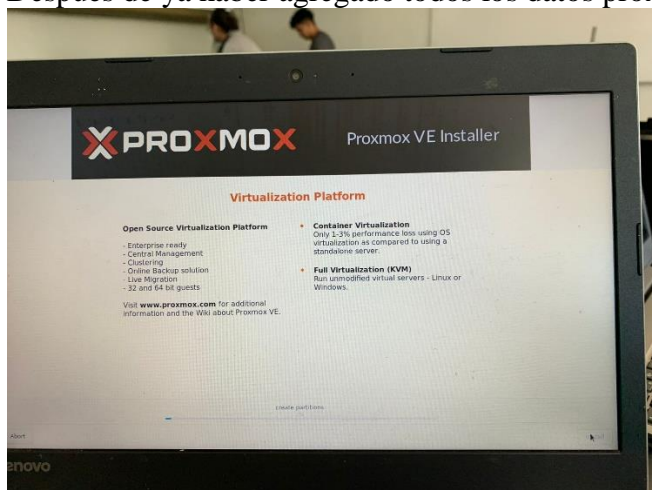 Después de ya haber agregado todos los datos
PROXMOX
Proxmox VE Installer
Virtualization Platform
Open Source Virtualization Platform
- Enterprise ready
- Central Management
- Clustering
- Online Backup solution
- Live Migration
- 32 and 64 bit guests
Visit www.proxmox.com for additional
information and the Wiki about Proxmox VE.
• Container Virtualization
Only 1-3% performance loss using OS
virtualization as compared to using a
standalone server.
• Full Virtualization (KVM)
Run unmodified virtual servers - Linux or
Windows.
create partitions
Abort
enovo